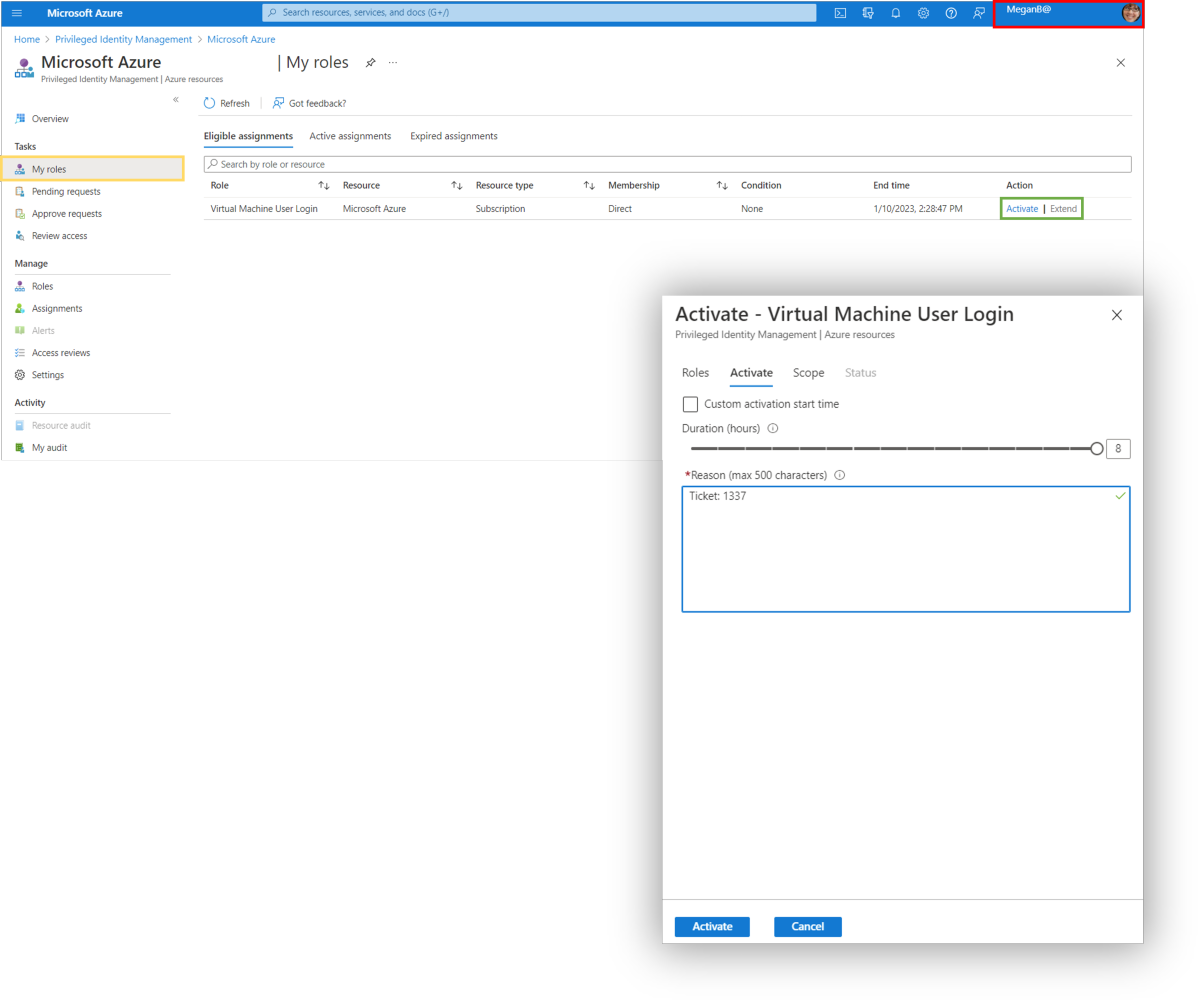 Microsoft Azure
Search resources, services, and docs (G+/)
MeganB@
Home > Privileged Identity Management > Microsoft Azure
Microsoft Azure | My roles ...
Privileged Identity Management | Azure resources
«
Refresh | Got feedback?
Overview
Tasks
My roles
Pending requests
Approve requests
Review access
Manage
Roles
Assignments
Alerts
Access reviews
Settings
Activity
Resource audit
My audit
Eligible assignments Active assignments Expired assignments
Search by role or resource
Role Resource Resource type Membership Condition End time Action
Virtual Machine User Login Microsoft Azure Subscription Direct None 1/10/2023, 2:28:47 PM Activate | Extend
Activate - Virtual Machine User Login
Privileged Identity Management | Azure resources
Roles Activate Scope Status
Custom activation start time
Duration (hours)
8
*Reason (max 500 characters)
Ticket: 1337
Activate Cancel